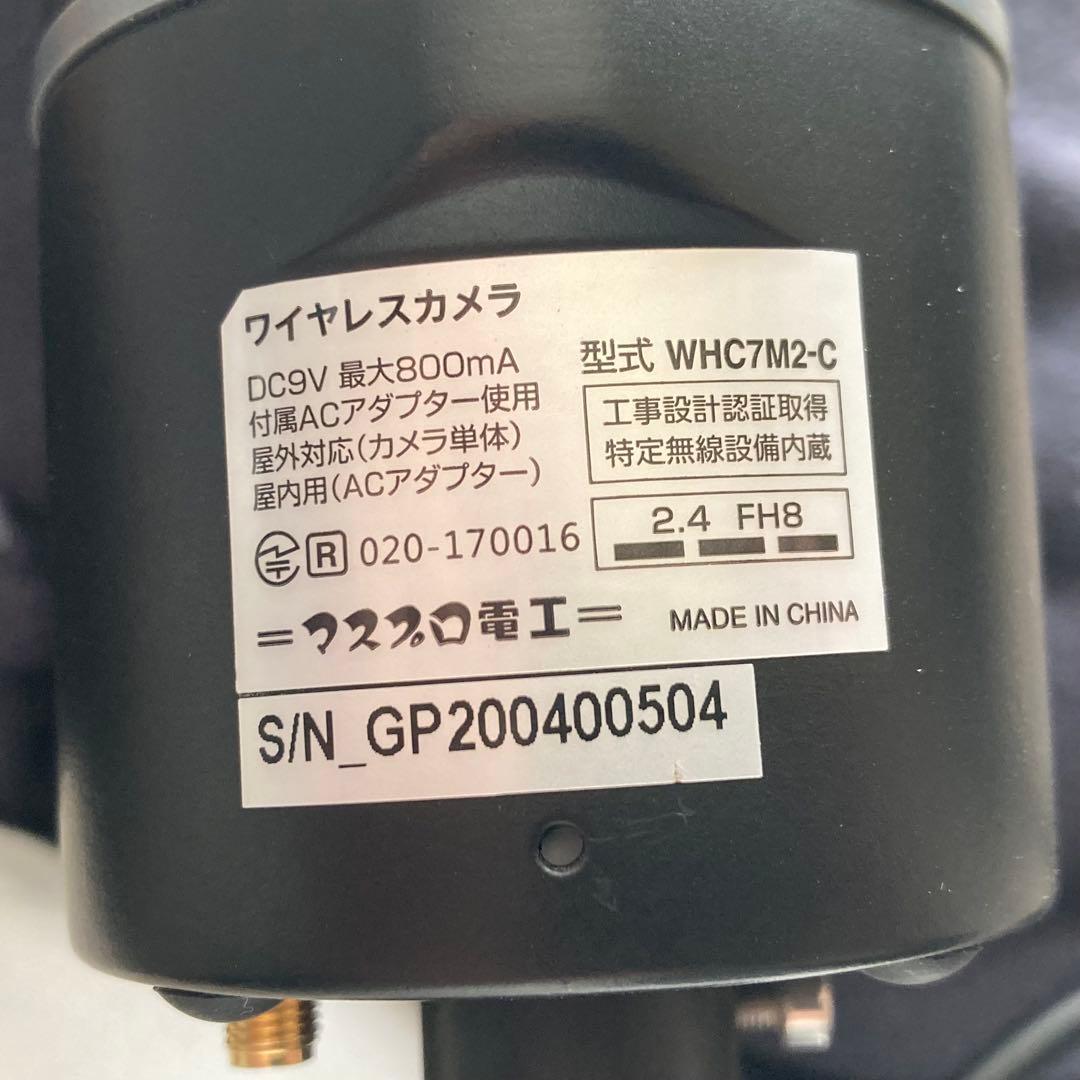 ワイヤレスカメラ
DC9V 最大800mA
付属ACアダプター使用
屋外対応(カメラ単体)
屋内用(ACアダプター)
型式 WHC7M2-C
工事設計認証取得
特定無線設備内蔵
2.4 FH8
R 020-170016
=マスプロ電工=
MADE IN CHINA
S/N_GP200400504